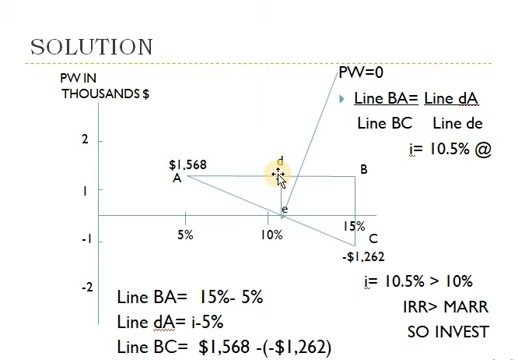 SOLUTION
PW IN
THOUSANDS $
PW=0
Line BA= Line dA
Line BC Line de
i= 10.5% @
2
1
-1
-2
$1,568
A
d
B
e
5%
10%
15%
C
-$1,262
Line BA= 15%- 5%
Line dA= i-5%
Line BC= $1,568 -(-$1,262)
i= 10.5% > 10%
IRR> MARR
SO INVEST